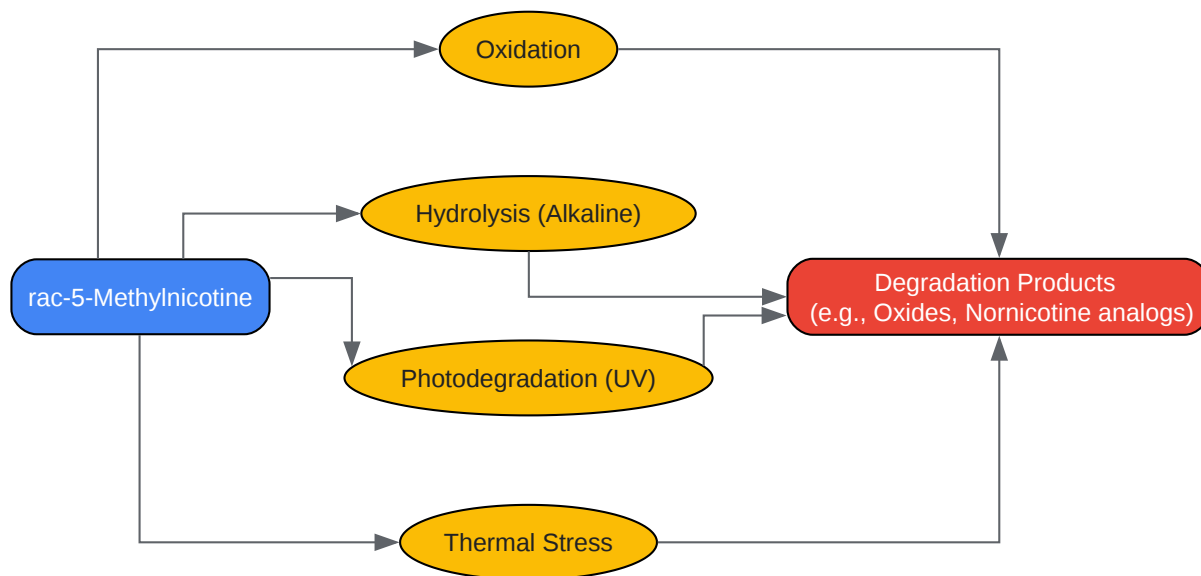 Oxidation
Hydrolysis (Alkaline)
rac-5-Methylnicotine
Degradation Products
(e.g., Oxides, Nornicotine analogs)
Photodegradation (UV)
Thermal Stress